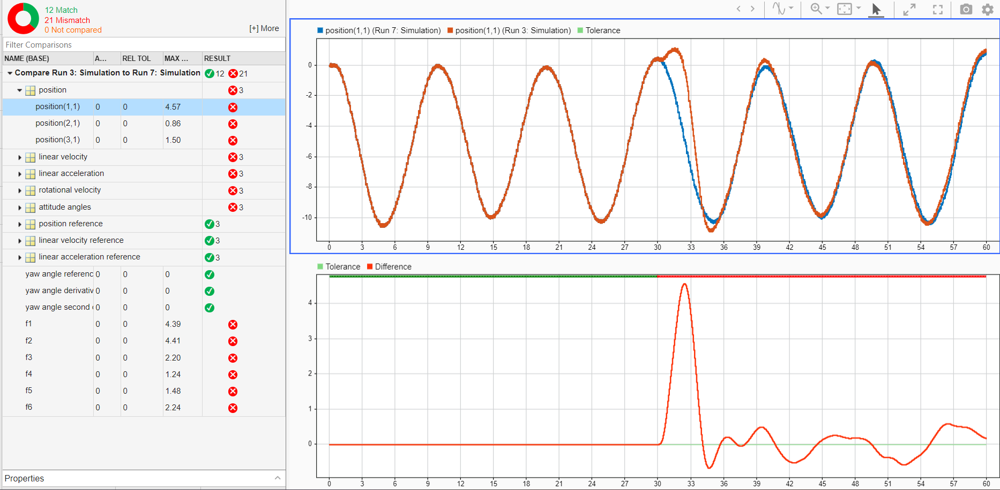 12 Match
21 Mismatch
0 Not compared
[+] More
Filter Comparisons
NAME (BASE) A... REL TOL MAX ... RESULT
Compare Run 3: Simulation to Run 7: Simulation 12 21
position 3
position(1,1) 0 0 4.57
position(2,1) 0 0 0.86
position(3,1) 0 0 1.50
linear velocity 3
linear acceleration 3
rotational velocity 3
attitude angles 3
position reference 3
linear velocity reference 3
linear acceleration reference 3
yaw angle referenc 0 0 0
yaw angle derivativ 0 0 0
yaw angle second 0 0 0
f1 0 0 4.39
f2 0 0 4.41
f3 0 0 2.20
f4 0 0 1.24
f5 0 0 1.48
f6 0 0 2.24
Properties
position(1,1) (Run 7: Simulation) position(1,1) (Run 3: Simulation) Tolerance
0
-2
-4
-6
-8
-10
0 3 6 9 12 15 18 21 24 27 30 33 36 39 42 45 48 51 54 57 60
Tolerance Difference
4
3
2
1
0
0 3 6 9 12 15 18 21 24 27 30 33 36 39 42 45 48 51 54 57 60